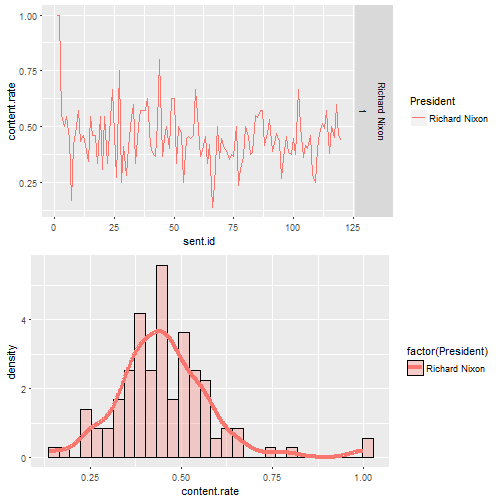 1.00
0.75
0.50
0.25
content.rate
0
25
50
75
100
125
sent.id
Richard Nixon
1
President
Richard Nixon
4
2
0
density
0.25
0.50
0.75
1.00
content.rate
factor(President)
Richard Nixon